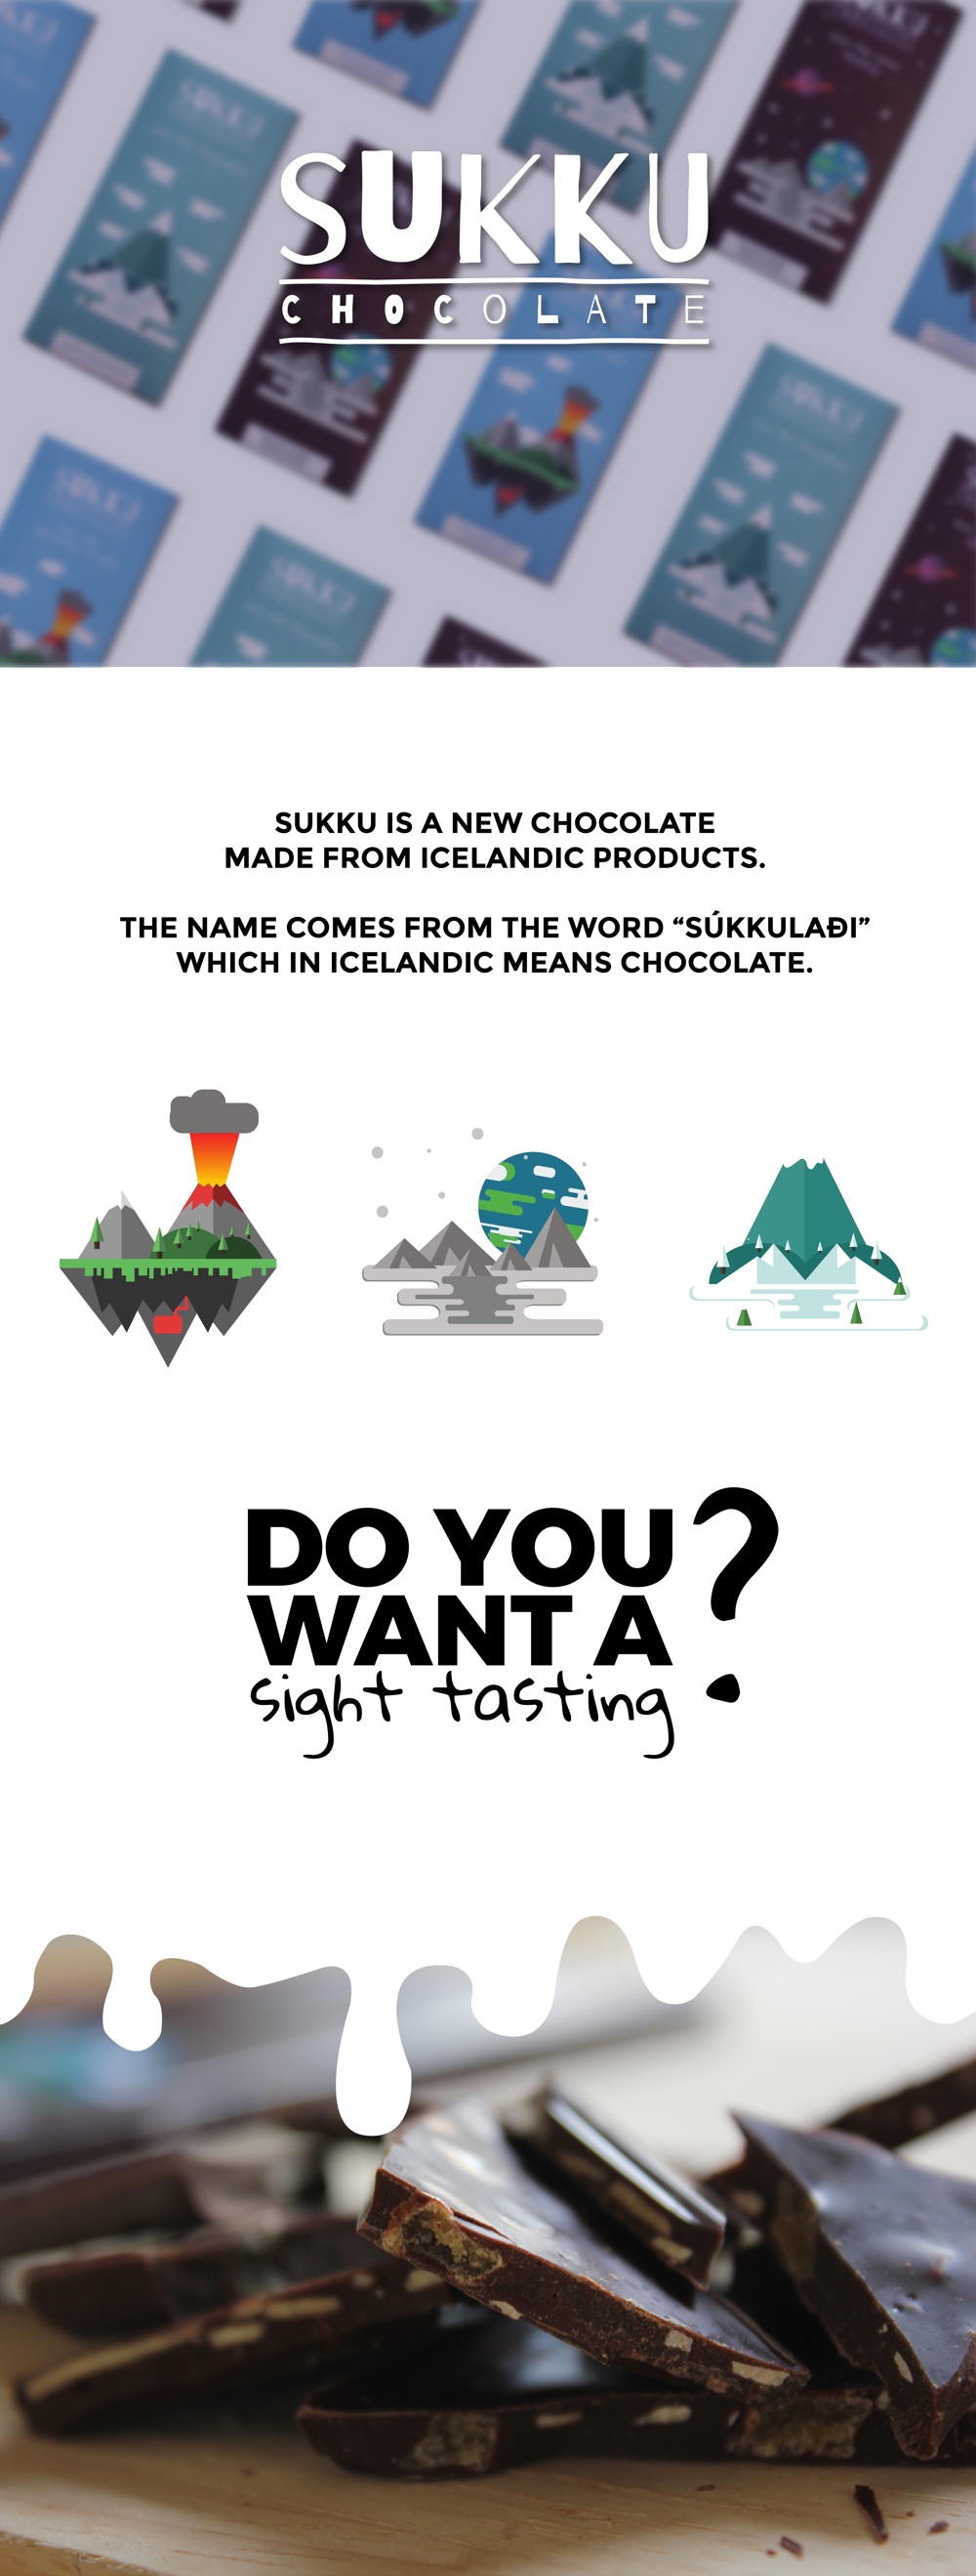 SUKKU
CHOCOLATE
SUKKU IS A NEW CHOCOLATE
MADE FROM ICELANDIC PRODUCTS.
THE NAME COMES FROM THE WORD “SÚKKULAÐI”
WHICH IN ICELANDIC MEANS CHOCOLATE.
DO YOU
WANT A
sight tasting?